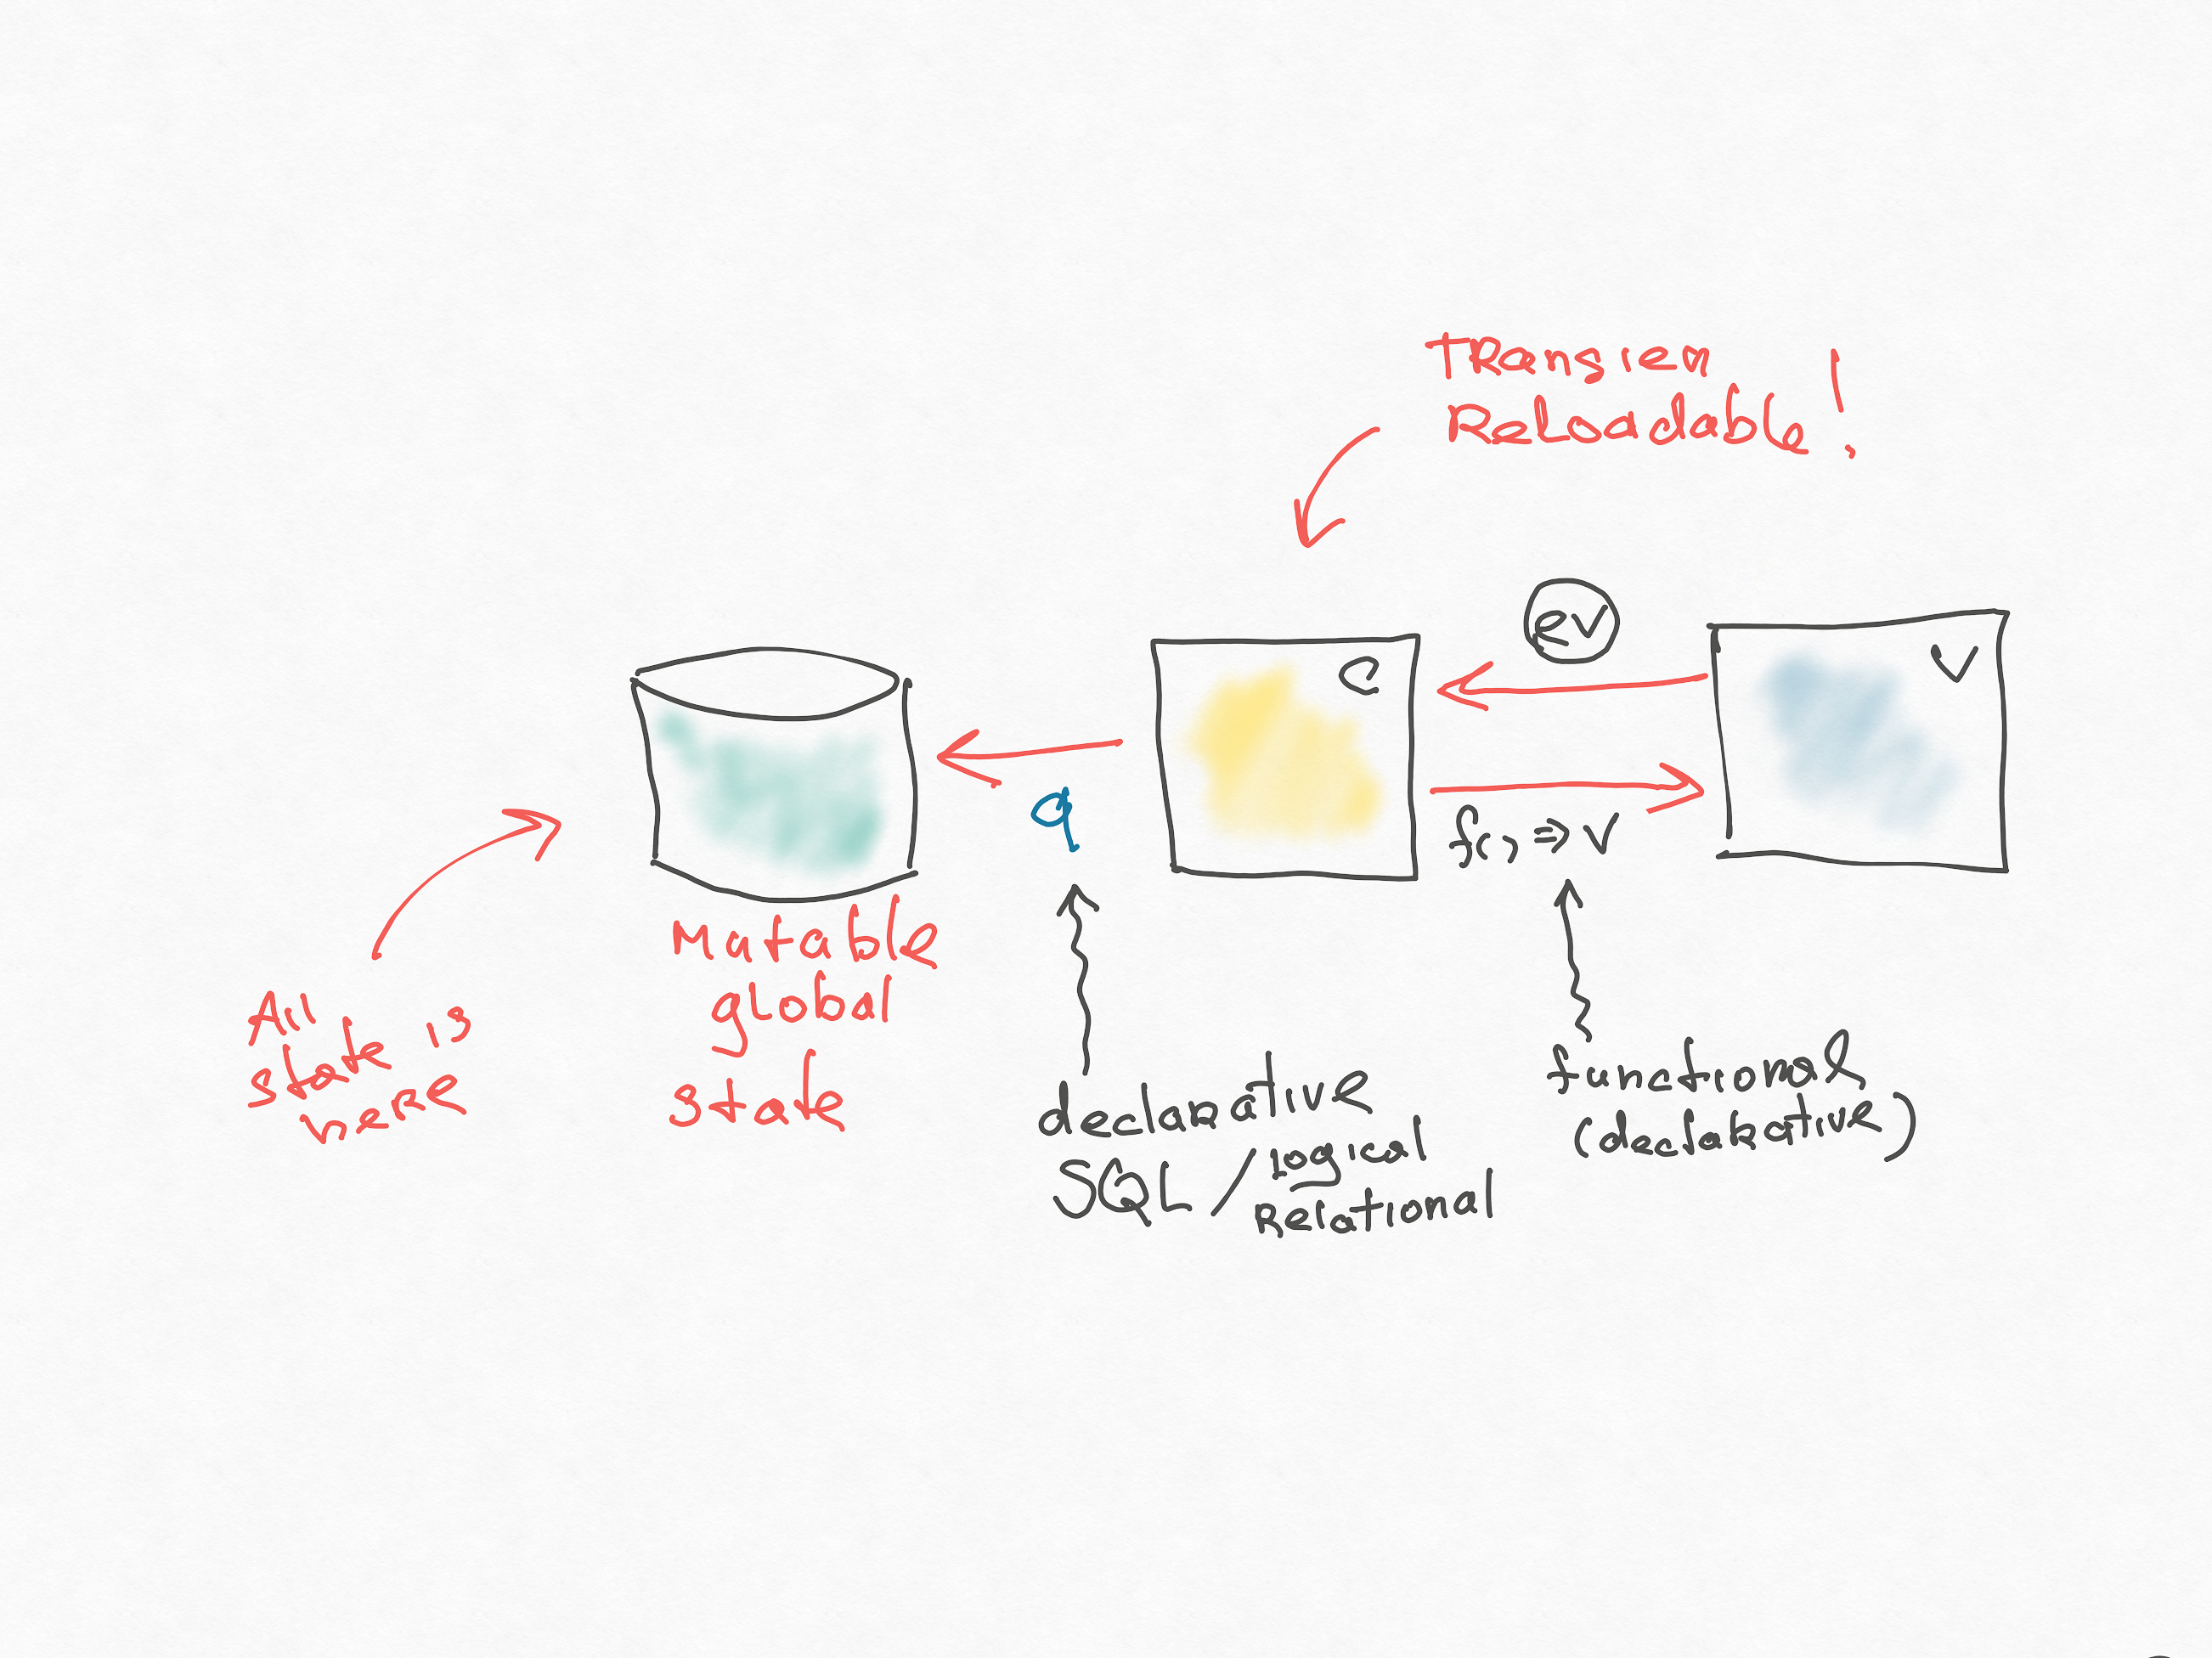 TRansien
ReLoadable!
ev
C
V
q
f() ⇒ V
Mutable
global
state
All
state is
here
declarative
SQL / Logical
Relational
functional
(declarative)